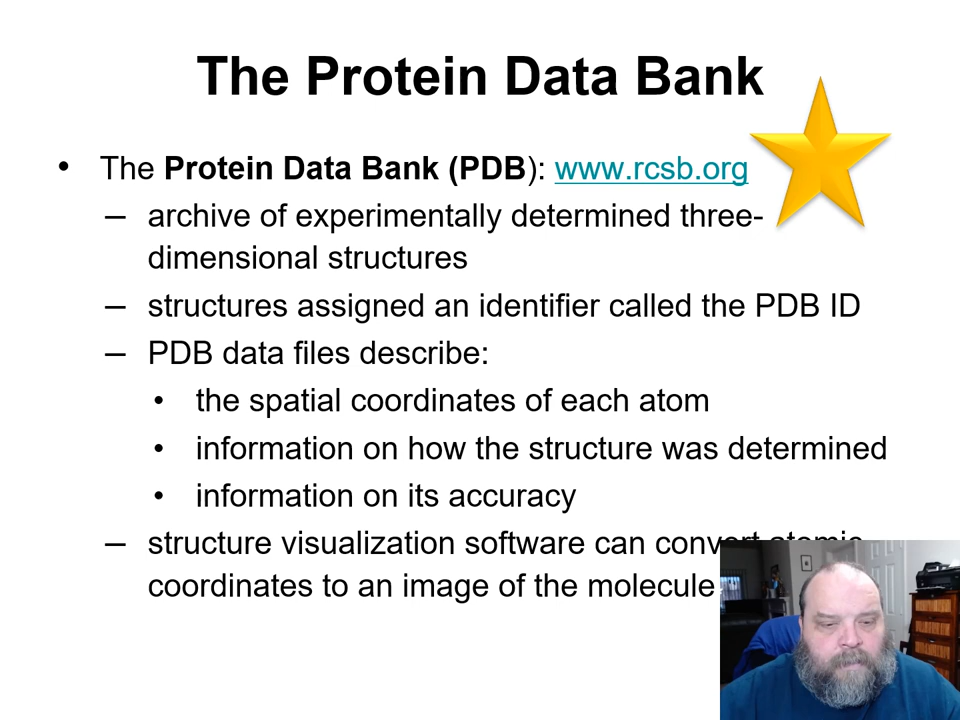 The Protein Data Bank
• The Protein Data Bank (PDB): www.rcsb.org
– archive of experimentally determined three-
dimensional structures
– structures assigned an identifier called the PDB ID
– PDB data files describe:
• the spatial coordinates of each atom
• information on how the structure was determined
• information on its accuracy
– structure visualization software can convert atomic
coordinates to an image of the molecule